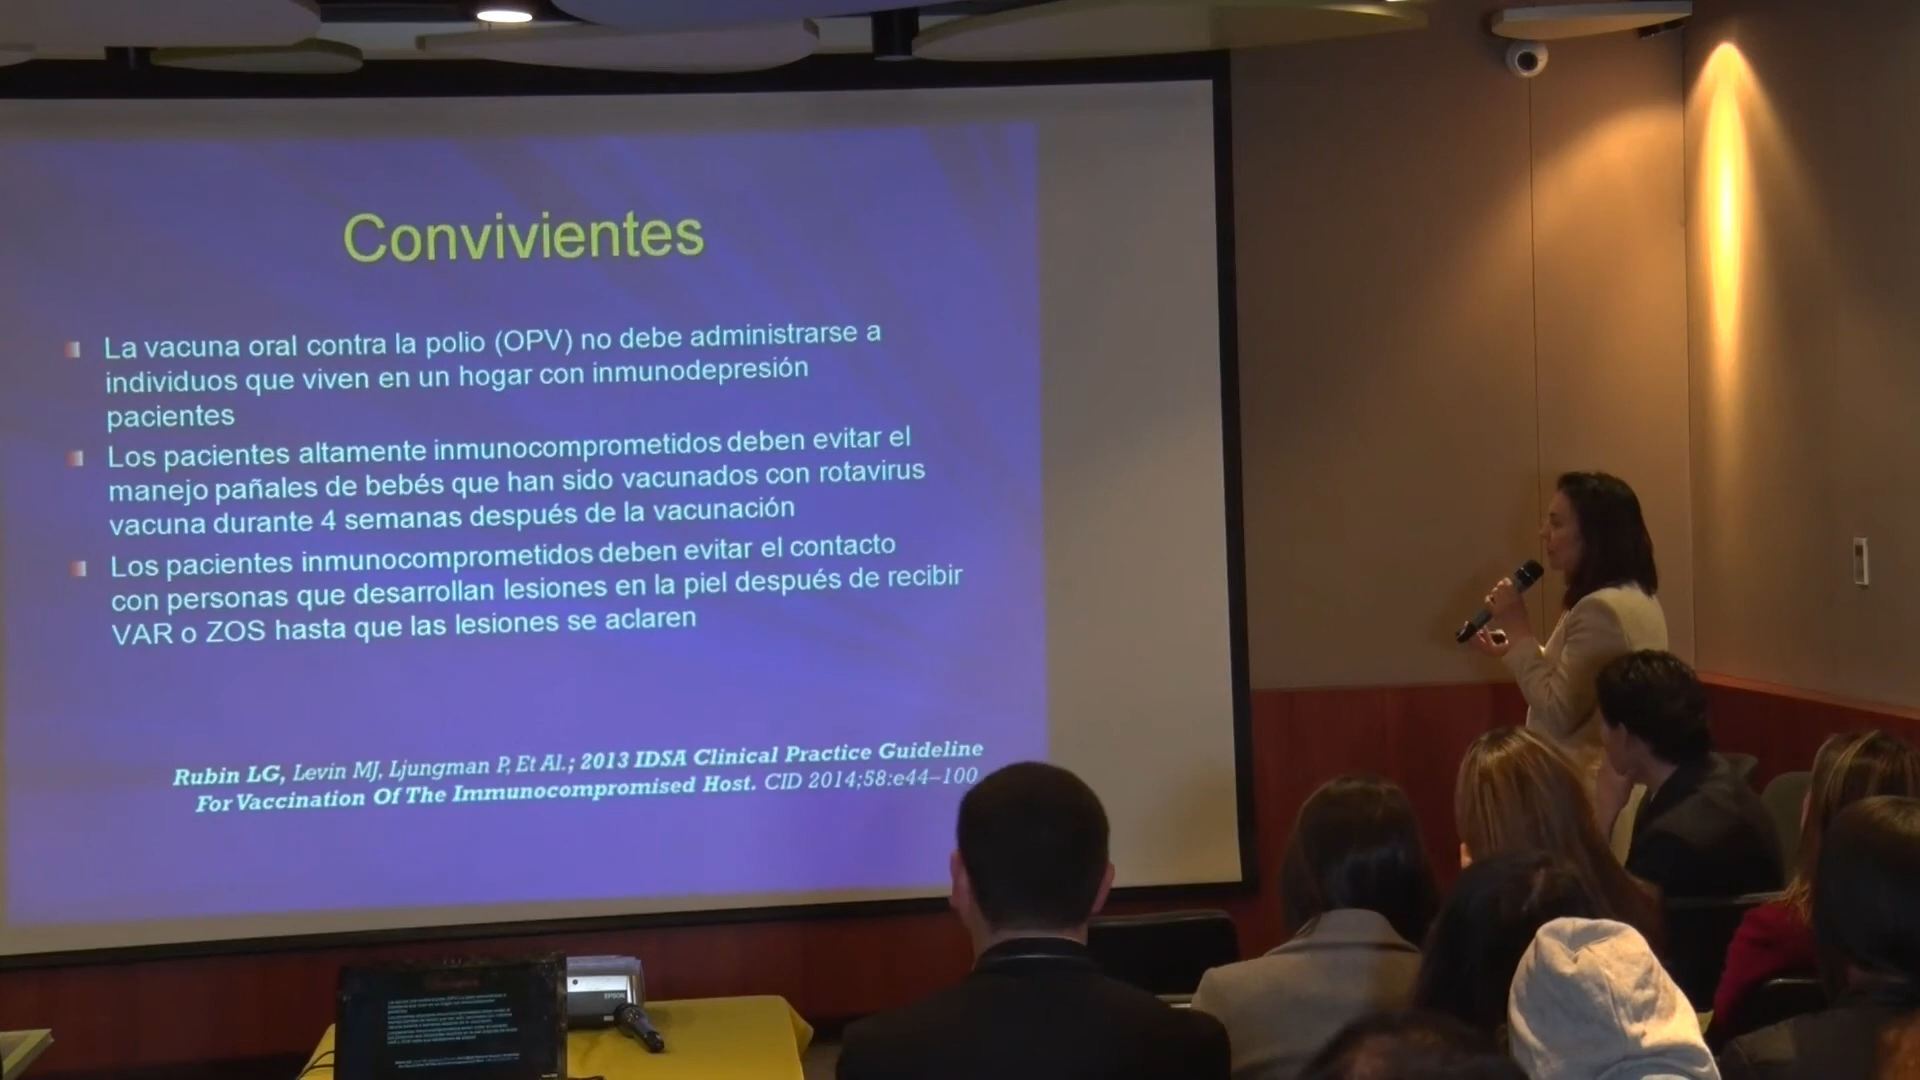 Convivientes
La vacuna oral contra la polio (OPV) no debe administrarse a
individuos que viven en un hogar con inmunodepresión
pacientes
Los pacientes altamente inmunocomprometidos deben evitar el
manejo pañales de bebés que han sido vacunados con rotavirus
vacuna durante 4 semanas después de la vacunación
Los pacientes inmunocomprometidos deben evitar el contacto
con personas que desarrollan lesiones en la piel después de recibir
VAR o ZOS hasta que las lesiones se aclaren
Rubin LG, Levin MJ, Ljungman P, Et Al.; 2013 IDSA Clinical Practice Guideline
For Vaccination Of The Immunocompromised Host. CID 2014;58:e44–100
EPSON